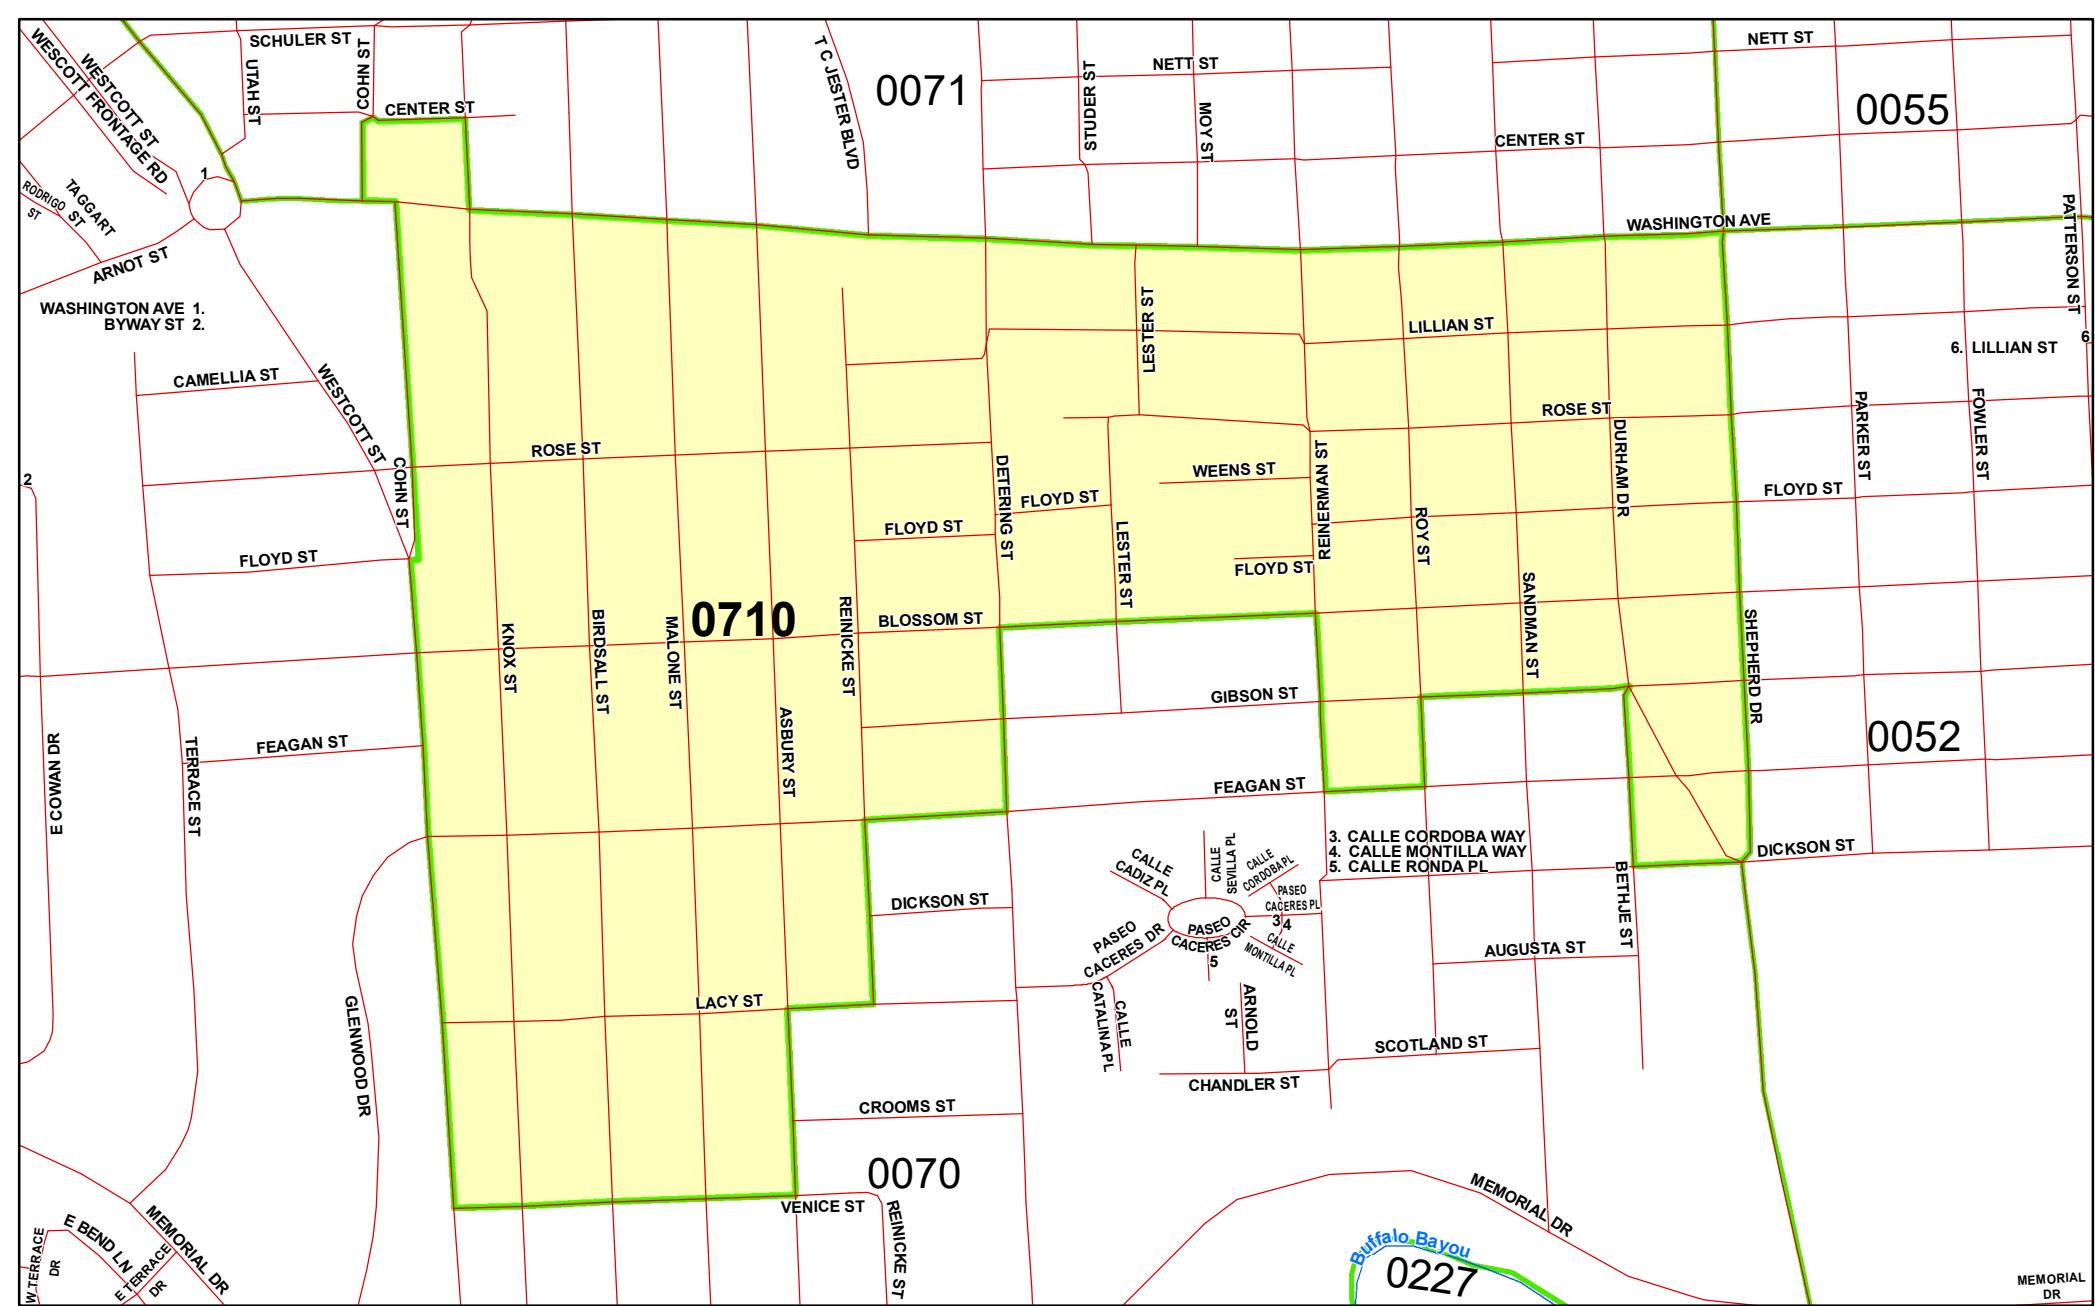 SCHULER ST
COHN ST
UTAH ST
WESTCOTT ST
WESCOTT FRONTAGE RD
CENTER ST
T C JESTER BLVD
0071
NETT ST
STUDER ST
MOY ST
NETT ST
0055
CENTER ST
1
TAGGART
ST
RODRIGO
ST
ARNOT ST
WASHINGTON AVE
PATTERSON ST
WASHINGTON AVE 1.
BYWAY ST 2.
LESTER ST
LILLIAN ST
6
6. LILLIAN ST
CAMELLIA ST
WESTCOTT ST
COHN ST
ROSE ST
ROSE ST
DURHAM DR
PARKER ST
FOWLER ST
2
DETERING ST
WEENS ST
REINERMAN ST
FLOYD ST
FLOYD ST
FLOYD ST
FLOYD ST
FLOYD ST
LESTER ST
ROY ST
SANDMAN ST
0710
KNOX ST
BIRDSALL ST
MALONE ST
REINICKE ST
BLOSSOM ST
SHEPHERD DR
GIBSON ST
ASBURY ST
FEAGAN ST
E COWAN DR
TERRACE ST
0052
FEAGAN ST
3. CALLE CORDOBA WAY
4. CALLE MONTILLA WAY
5. CALLE RONDA PL
DICKSON ST
CALLE
CADIZ PL
CALLE
SEVILLA PL
CALLE
CORDOBA PL
PASEO
CACERES PL
3
4
DICKSON ST
PASEO
CACERES DR
PASEO
CACERES CIR
5
CALLE
MONTILLA PL
BETHJE ST
AUGUSTA ST
CALLE
CATALINA PL
ARNOLD
ST
LACY ST
GLENWOOD DR
SCOTLAND ST
CHANDLER ST
CROOMS ST
0070
VENICE ST
REINICKE ST
MEMORIAL DR
Buffalo Bayou
0227
MEMORIAL
DR
MEMORIAL DR
E BEND LN
E TERRACE
DR
W TERRACE
DR